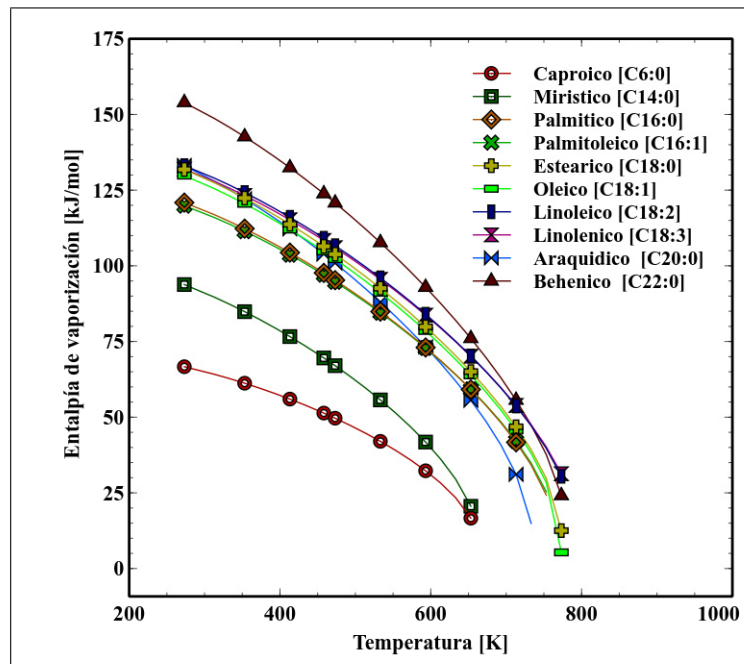 175
150
125
100
75
50
25
0
200
400
600
800
1000
Entalpía de vaporización [kJ/mol]
Temperatura [K]
Caproico [C6:0]
Miristico [C14:0]
Palmitico [C16:0]
Palmitoleico [C16:1]
Estearico [C18:0]
Oleico [C18:1]
Linoleico [C18:2]
Linolenico [C18:3]
Araquidico [C20:0]
Behenico [C22:0]